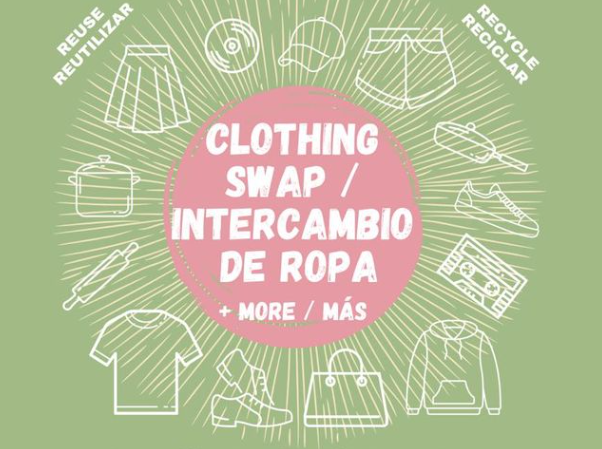 REUSE
REUTILIZAR
RECYCLE
RECICLAR
CLOTHING
SWAP /
INTERCAMBIO
DE ROPA
+ MORE / MÁS